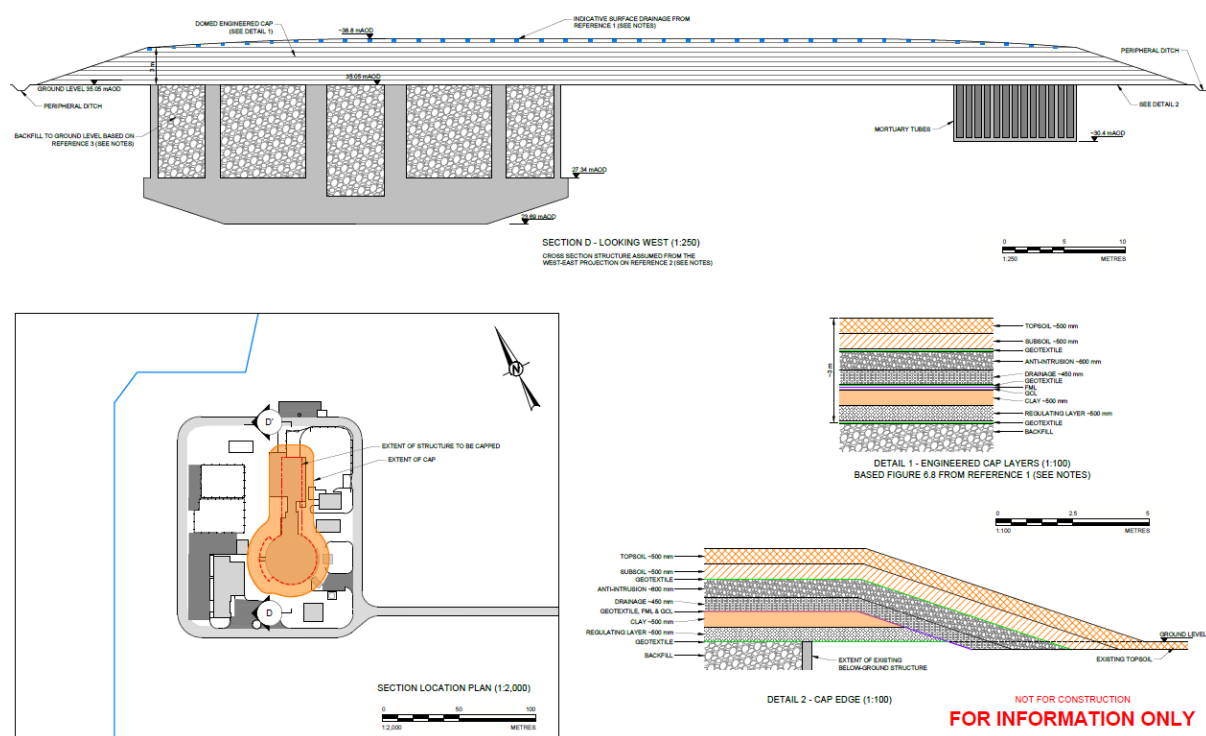 DOMED ENGINEERED CAP
(SEE DETAIL 1)
~38.8 mAOD
INDICATIVE SURFACE DRAINAGE FROM
REFERENCE 1 (SEE NOTES)
PERIPHERAL DITCH
3 m
GROUND LEVEL 35.05 mAOD
35.05 mAOD
PERIPHERAL DITCH
SEE DETAIL 2
BACKFILL TO GROUND LEVEL BASED ON
REFERENCE 3 (SEE NOTES)
MORTUARY TUBES
~30.4 mAOD
27.34 mAOD
23.69 mAOD
SECTION D - LOOKING WEST (1:250)
CROSS SECTION STRUCTURE ASSUMED FROM THE
WEST-EAST PROJECTION ON REFERENCE 2 (SEE NOTES)
0 5 10
1:250 METRES
N
D'
EXTENT OF STRUCTURE TO BE CAPPED
EXTENT OF CAP
D
SECTION LOCATION PLAN (1:2,000)
0 50 100
1:2,000 METRES
~3 m
TOPSOIL ~500 mm
SUBSOIL ~500 mm
GEOTEXTILE
ANTI-INTRUSION ~600 mm
DRAINAGE ~450 mm
GEOTEXTILE
FML
GCL
CLAY ~500 mm
REGULATING LAYER ~500 mm
GEOTEXTILE
BACKFILL
DETAIL 1 - ENGINEERED CAP LAYERS (1:100)
BASED FIGURE 6.8 FROM REFERENCE 1 (SEE NOTES)
0 2.5 5
1:100 METRES
TOPSOIL ~500 mm
SUBSOIL ~500 mm
GEOTEXTILE
ANTI-INTRUSION ~600 mm
DRAINAGE ~450 mm
GEOTEXTILE, FML & GCL
CLAY ~500 mm
REGULATING LAYER ~500 mm
GEOTEXTILE
BACKFILL
EXTENT OF EXISTING
BELOW-GROUND STRUCTURE
GROUND LEVEL
EXISTING TOPSOIL
DETAIL 2 - CAP EDGE (1:100)
NOT FOR CONSTRUCTION
FOR INFORMATION ONLY